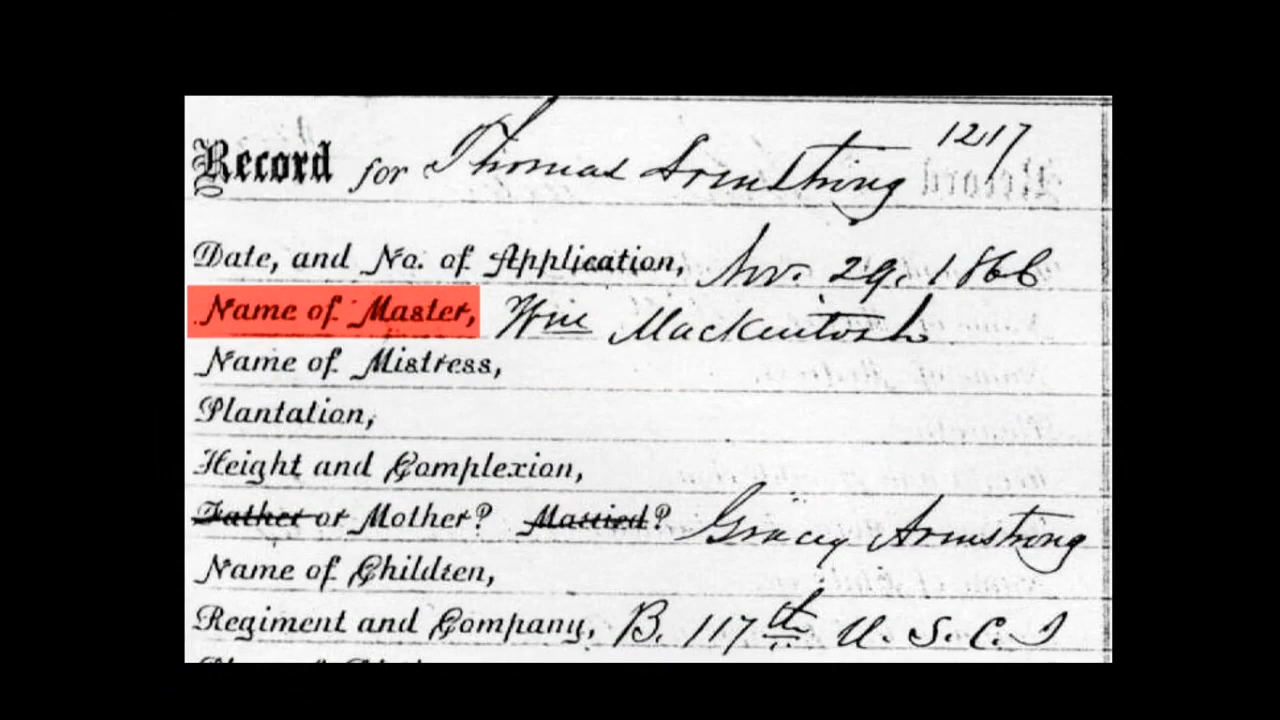 1217
Record for Thomas Armstrong
Date, and No. of Application, Nov. 29. 1866
Name of Master, Wm Mackintosh
Name of Mistress,
Plantation,
Height and Complexion,
Father or Mother? Married? Gracey Armstrong
Name of Children,
Regiment and Company, B. 117th U. S. C. I